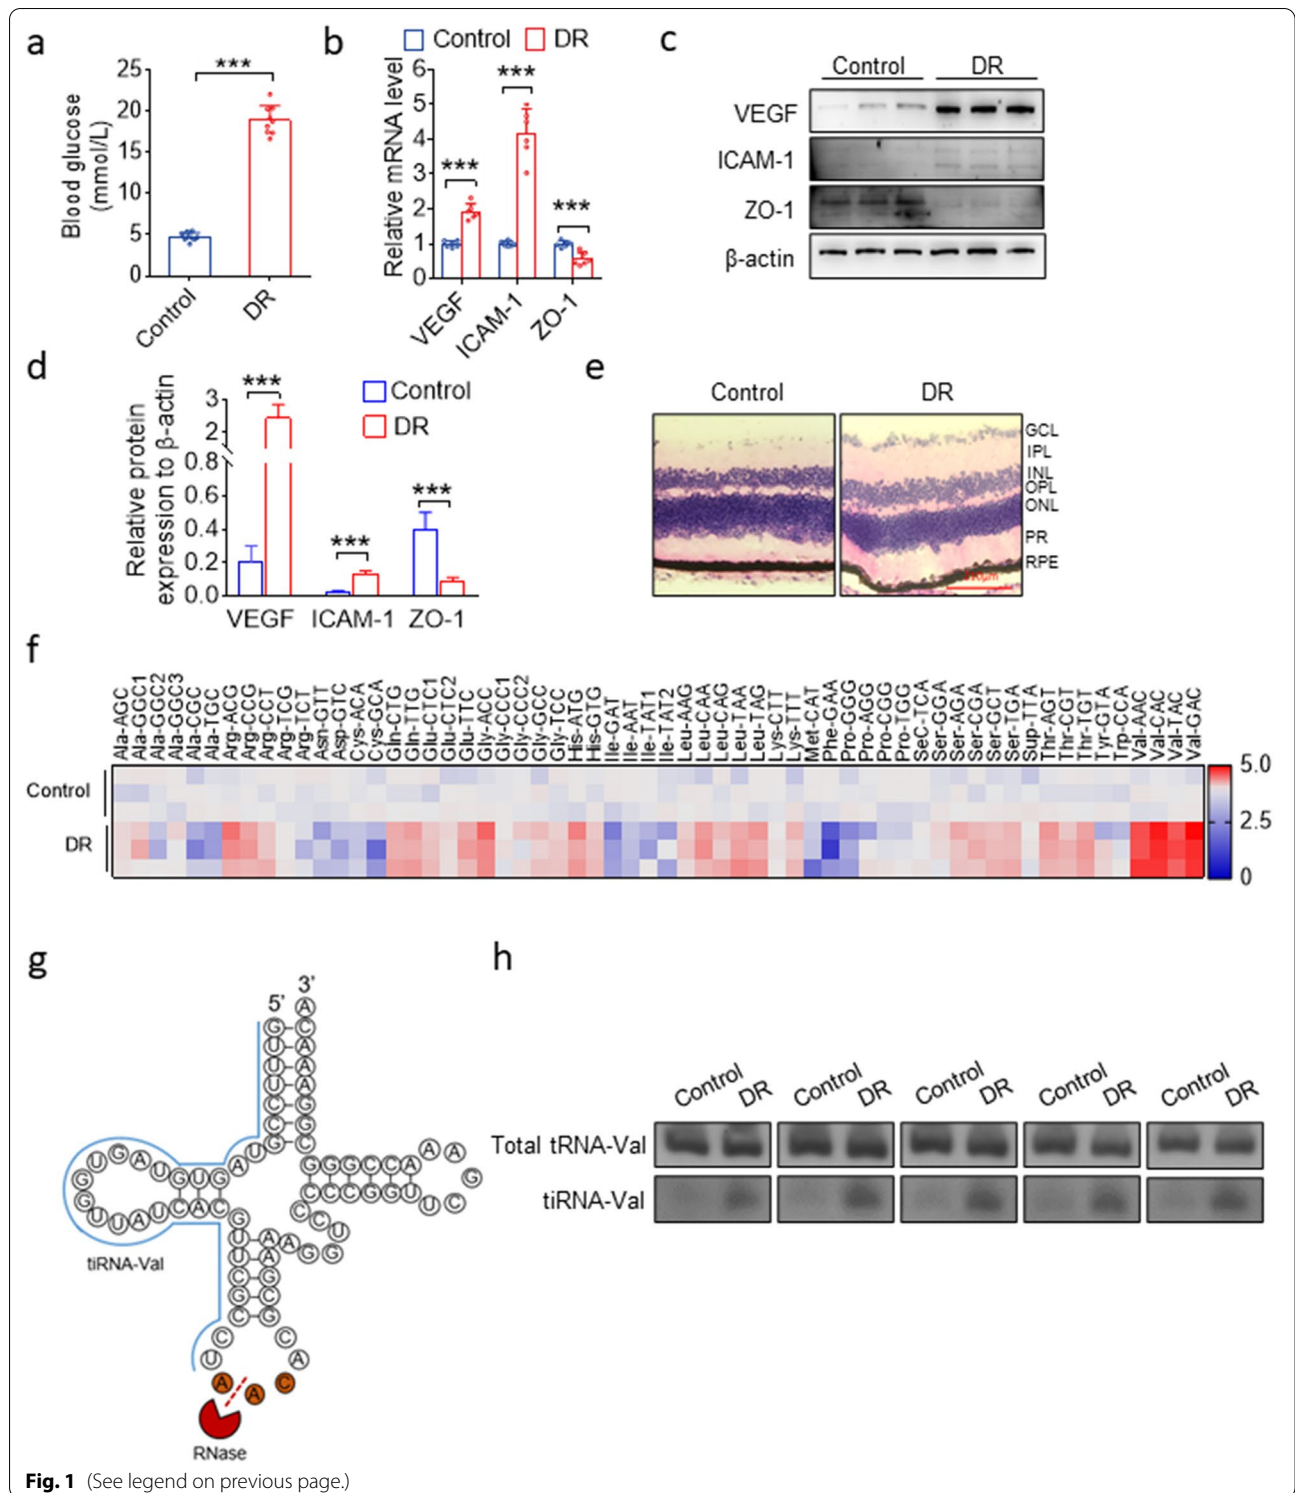 a
***
25
20
15
10
5
0
Blood glucose
(mmol/L)
Control
DR
b
Control DR
6
5
4
3
2
1
0
Relative mRNA level
***
***
***
VEGF
ICAM-1
ZO-1
c
Control DR
VEGF
ICAM-1
ZO-1
β-actin
d
Relative protein
expression to β-actin
3
2
0.8
0.6
0.4
0.2
0.0
***
***
***
Control
DR
VEGF ICAM-1 ZO-1
e
Control DR
GCL
IPL
INL
OPL
ONL
PR
RPE
f
Ala-AGC
Ala-GGC1
Ala-GGC2
Ala-GGC3
Ala-CGC
Ala-TGC
Arg-ACG
Arg-CCG
Arg-CCT
Arg-TCG
Arg-TCT
Asn-GTT
Asp-GTC
Cys-ACA
Cys-GCA
Gln-CTG
Gln-TTG
Glu-CTC1
Glu-CTC2
Glu-TTC
Gly-ACC
Gly-CCC1
Gly-CCC2
Gly-GCC
Gly-TCC
His-ATG
His-GTG
Ile-GAT
Ile-AAT
Ile-TAT1
Ile-TAT2
Leu-AAG
Leu-CAA
Leu-CAG
Leu-TAA
Leu-TAG
Lys-CTT
Lys-TTT
Met-CAT
Phe-GAA
Pro-GGG
Pro-AGG
Pro-CGG
Pro-TGG
SeC-TCA
Ser-GGA
Ser-AGA
Ser-CGA
Ser-GCT
Ser-TGA
Sup-TTA
Thr-AGT
Thr-CGT
Thr-TGT
Tyr-GTA
Trp-CCA
Val-AAC
Val-CAC
Val-TAC
Val-GAC
Control
DR
5.0
2.5
0
g
5' 3'
A
G C
U A
U A
U A
C G
C G
G C
U G A U G U G A U
G G U U A U C A C
G G G C C A A A G
C C C G G U U C
C C U G G A
G A
U A
U G
C C
G G
C G
C C
U A
A A C
tiRNA-Val
RNase
h
Control DR Control DR Control DR Control DR Control DR
Total tRNA-Val
tiRNA-Val
Fig. 1 (See legend on previous page.)